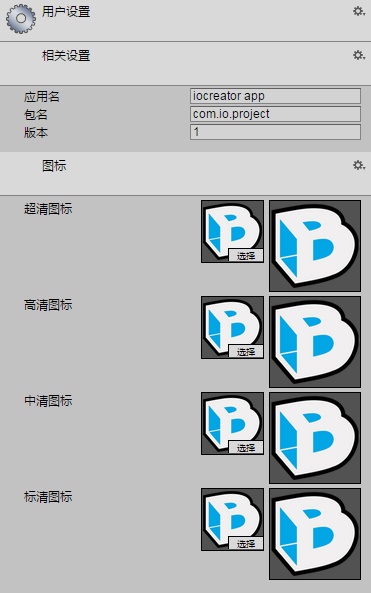 用户设置
相关设置
应用名 iocreator app
包名 com.io.project
版本 1
图标
超清图标 选择
高清图标 选择
中清图标 选择
标清图标 选择